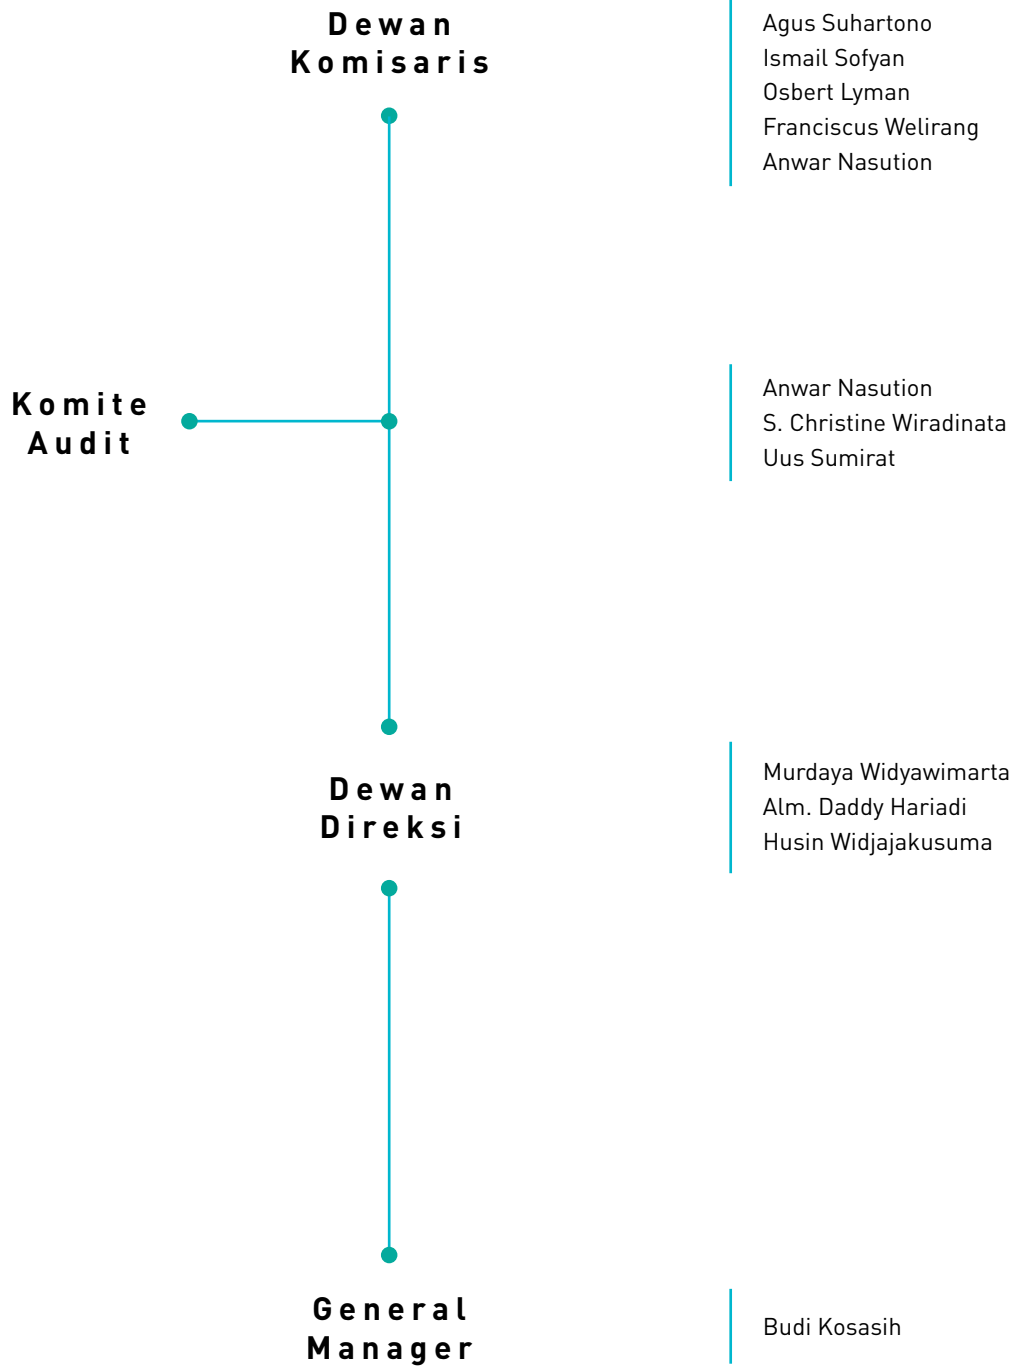 Dewan
Komisaris
Agus Suhartono
Ismail Sofyan
Osbert Lyman
Franciscus Welirang
Anwar Nasution
Komite
Audit
Anwar Nasution
S. Christine Wiradinata
Uus Sumirat
Dewan
Direksi
Murdaya Widyawimarta
Alm. Daddy Hariadi
Husin Widjajakusuma
General
Manager
Budi Kosasih